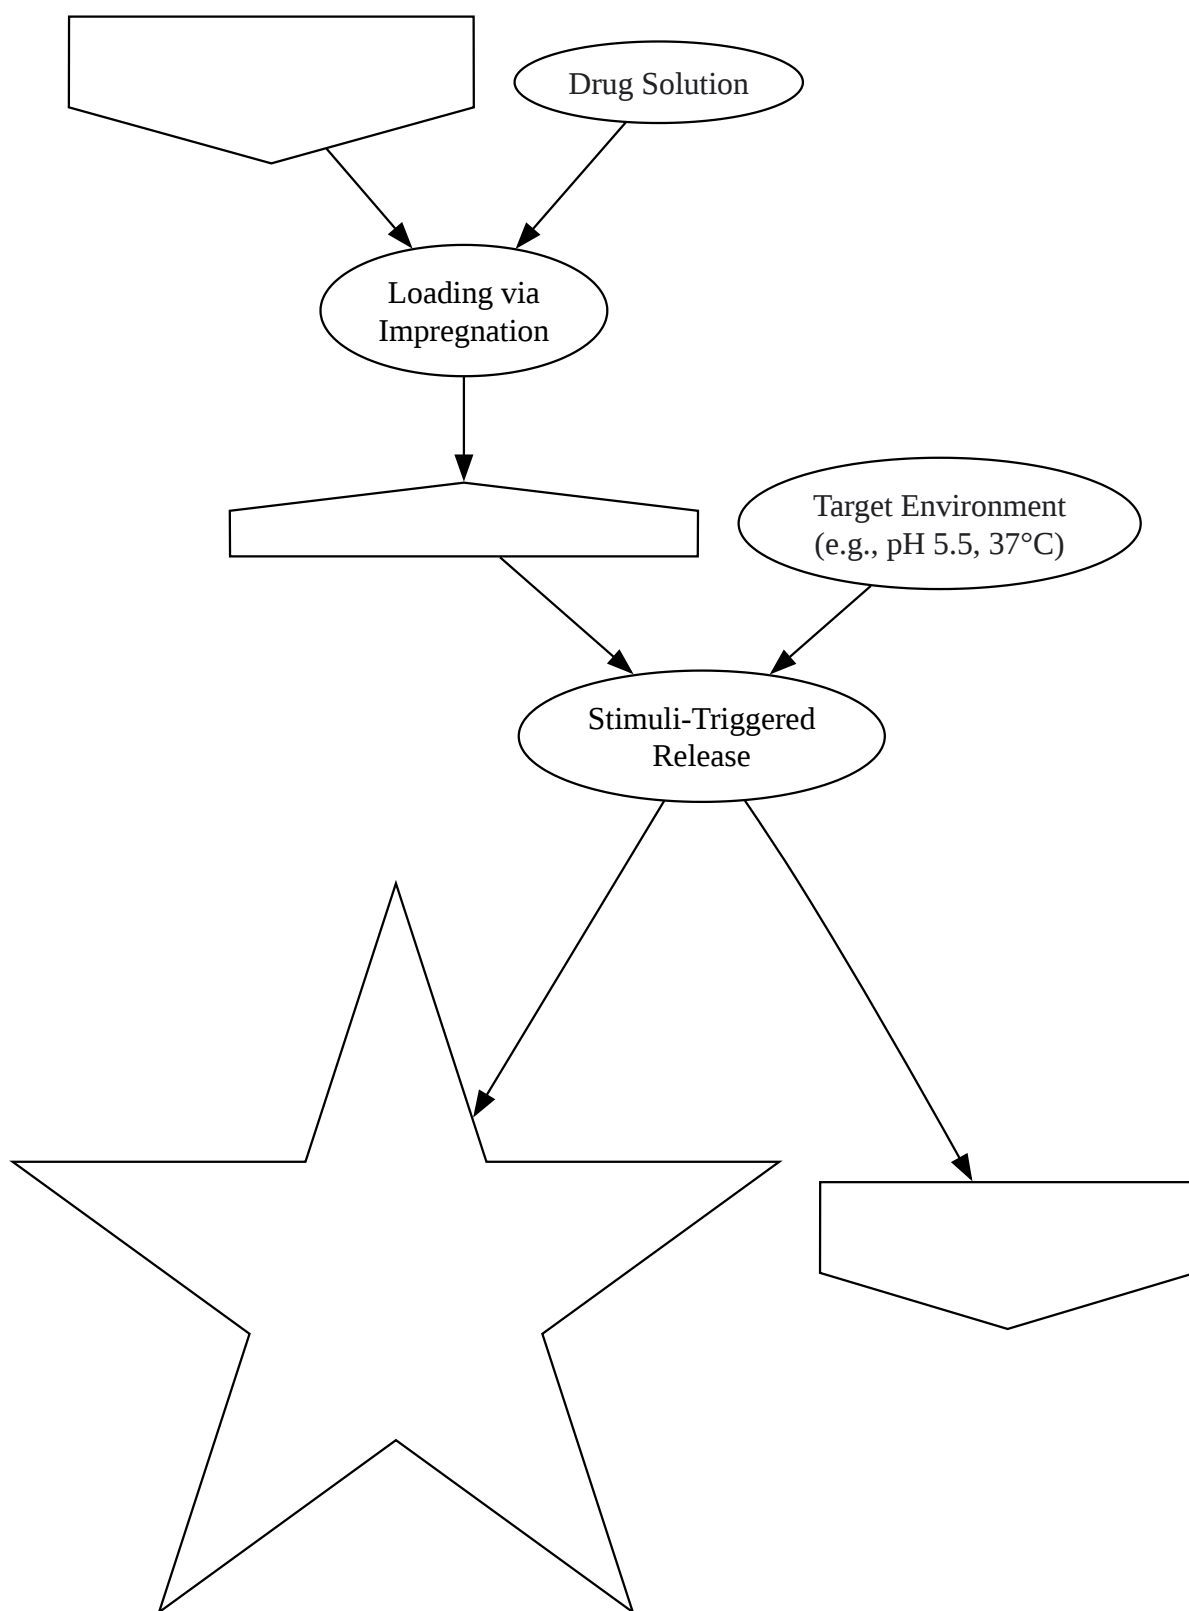 Drug Solution
Loading via
Impregnation
Target Environment
(e.g., pH 5.5, 37°C)
Stimuli-Triggered
Release